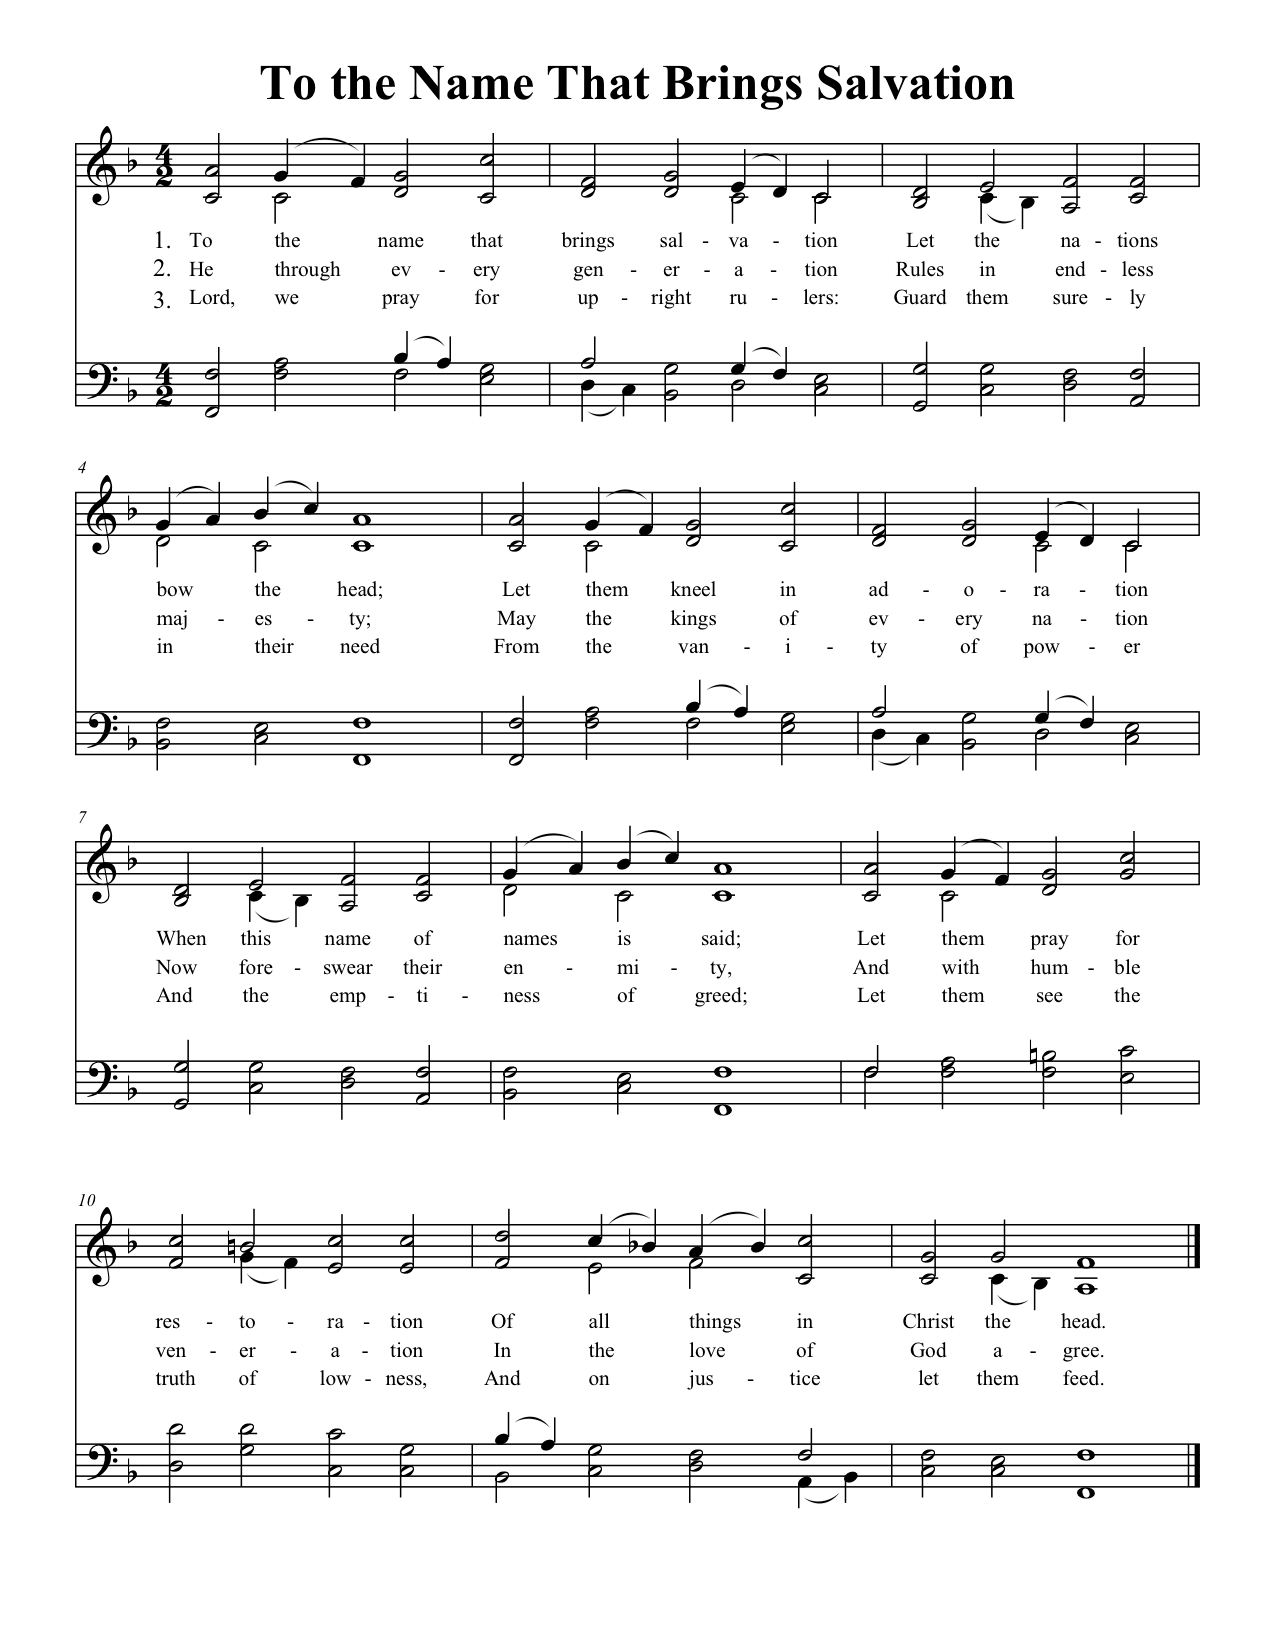 To the Name That Brings Salvation
4
2
1. To the name that brings sal - va - tion Let the na - tions
2. He through ev - ery gen - er - a - tion Rules in end - less
3. Lord, we pray for up - right ru - lers: Guard them sure - ly
4
2
4
bow the head; Let them kneel in ad - o - ra - tion
maj - es - ty; May the kings of ev - ery na - tion
in their need From the van - i - ty of pow - er
7
When this name of names is said; Let them pray for
Now fore - swear their en - mi - ty, And with hum - ble
And the emp - ti - ness of greed; Let them see the
10
res - to - ra - tion Of all things in Christ the head.
ven - er - a - tion In the love of God a - gree.
truth of low - ness, And on jus - tice let them feed.